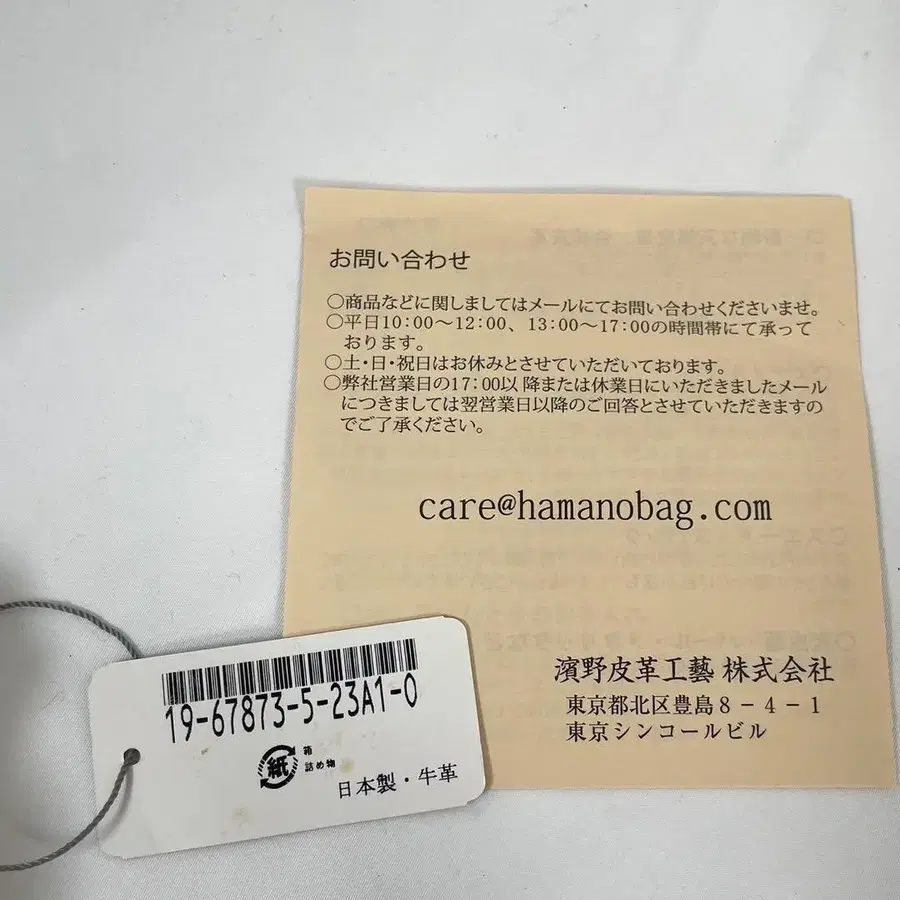 お問い合わせ
○商品などに関しましてはメールにてお問い合わせくださいませ。
○平日10:00～12:00、13:00～17:00の時間帯にて承って
おります。
○土・日・祝日はお休みとさせていただいております。
○弊社営業日の17:00以 降または休業日にいただきましたメール
につきましては翌営業日以降のご回答とさせていただきますの
でご了承ください。
care@hamanobag.com
濱野皮革工藝 株式会社
東京都北区豊島8－4－1
東京シンコールビル
19-67873-5-23A1-0
紙
箱
詰め物
日本製・牛革